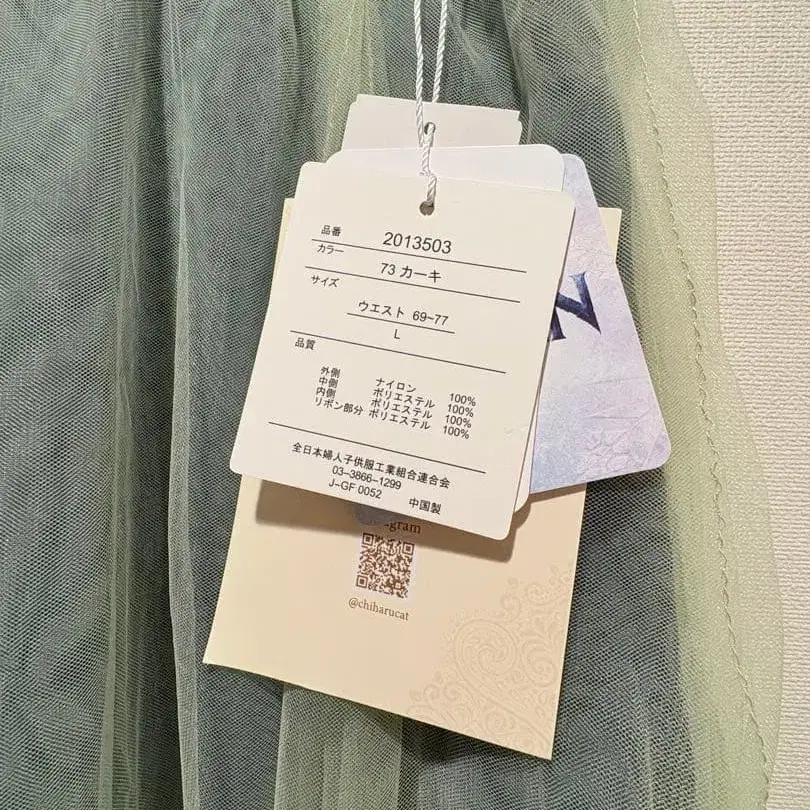 品番 2013503
カラー 73 カーキ
サイズ
ウエスト 69-77
L
品質
外側 ナイロン 100%
中側 ポリエステル 100%
内側 ポリエステル 100%
リボン部分 ポリエステル 100%
全日本婦人子供服工業組合連合会
03-3866-1299
J-GF 0052 中国製
N
gram
@chiharucat